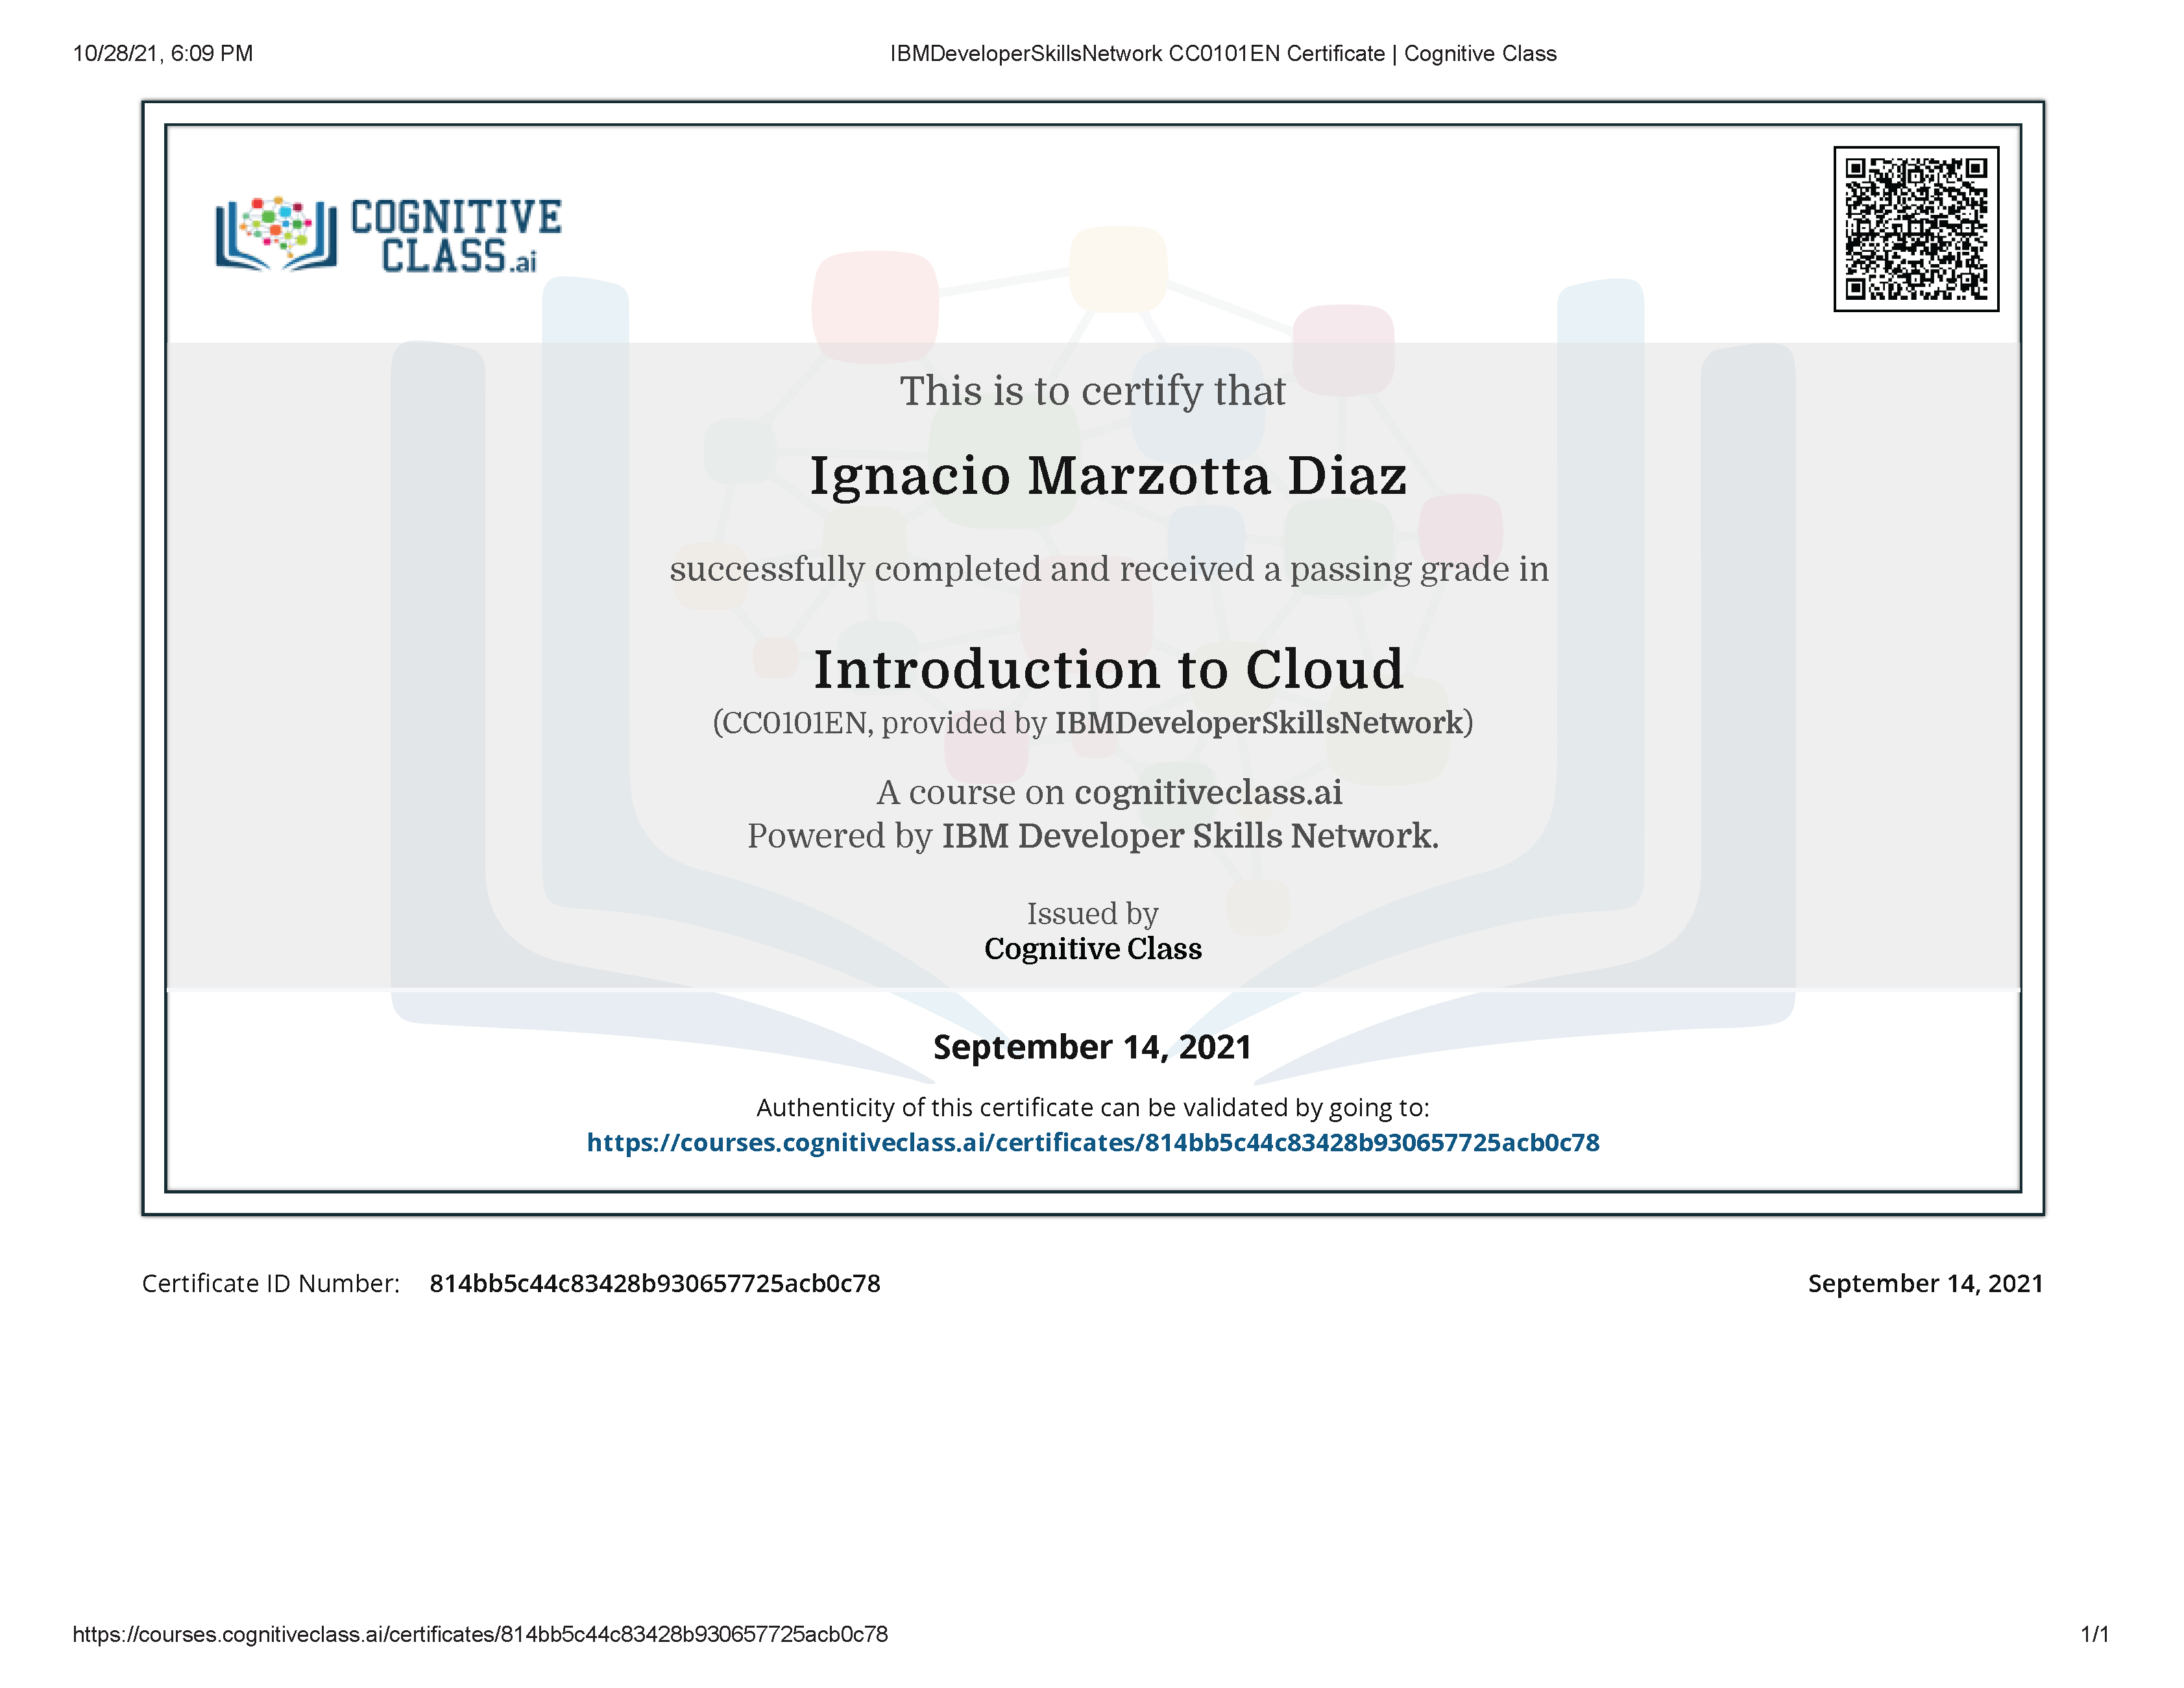 10/28/21, 6:09 PM
IBMDeveloperSkillsNetwork CC0101EN Certificate | Cognitive Class
COGNITIVE
CLASS.ai
This is to certify that
Ignacio Marzotta Diaz
successfully completed and received a passing grade in
Introduction to Cloud
(CC0101EN, provided by IBMDeveloperSkillsNetwork)
A course on cognitiveclass.ai
Powered by IBM Developer Skills Network.
Issued by
Cognitive Class
September 14, 2021
Authenticity of this certificate can be validated by going to:
https://courses.cognitiveclass.ai/certificates/814bb5c44c83428b930657725acb0c78
Certificate ID Number: 814bb5c44c83428b930657725acb0c78
September 14, 2021
https://courses.cognitiveclass.ai/certificates/814bb5c44c83428b930657725acb0c78
1/1